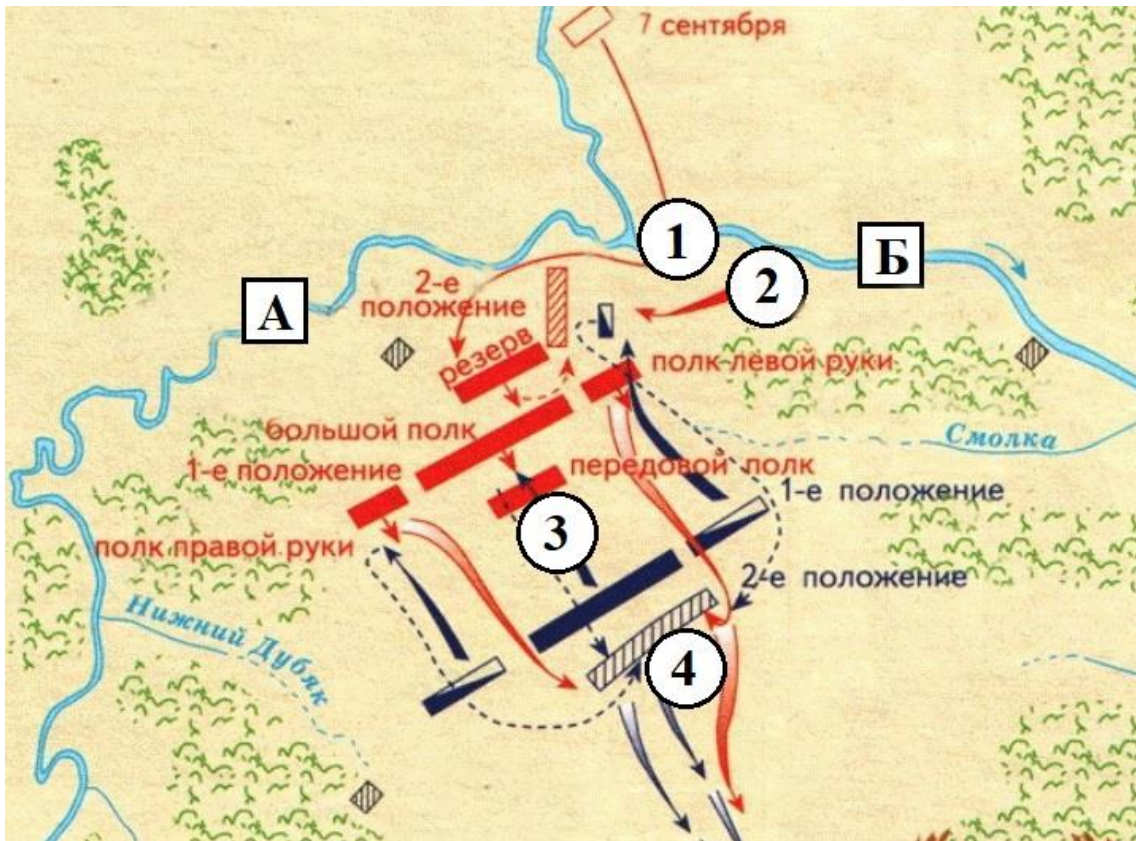 7 сентября
1
Б
2
2-е
положение
А
резерв
полк левой руки
большой полк
Смолка
1-е положение
передовой полк
1-е положение
3
полк правой руки
2-е положение
Нижний Дубяк
4